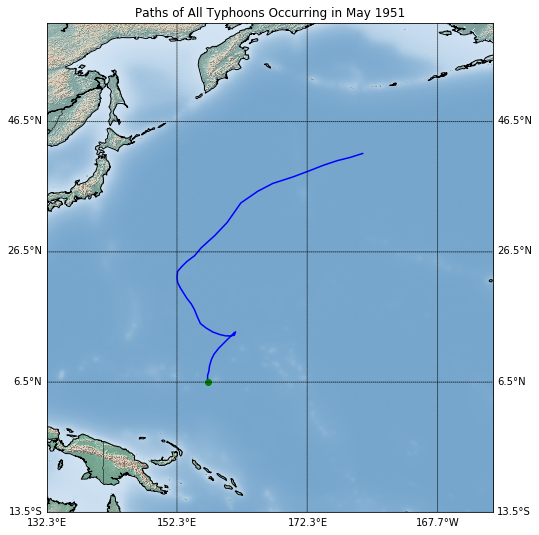 Paths of All Typhoons Occurring in May 1951
46.5°N 46.5°N
26.5°N 26.5°N
6.5°N 6.5°N
13.5°S 13.5°S
132.3°E 152.3°E 172.3°E 167.7°W